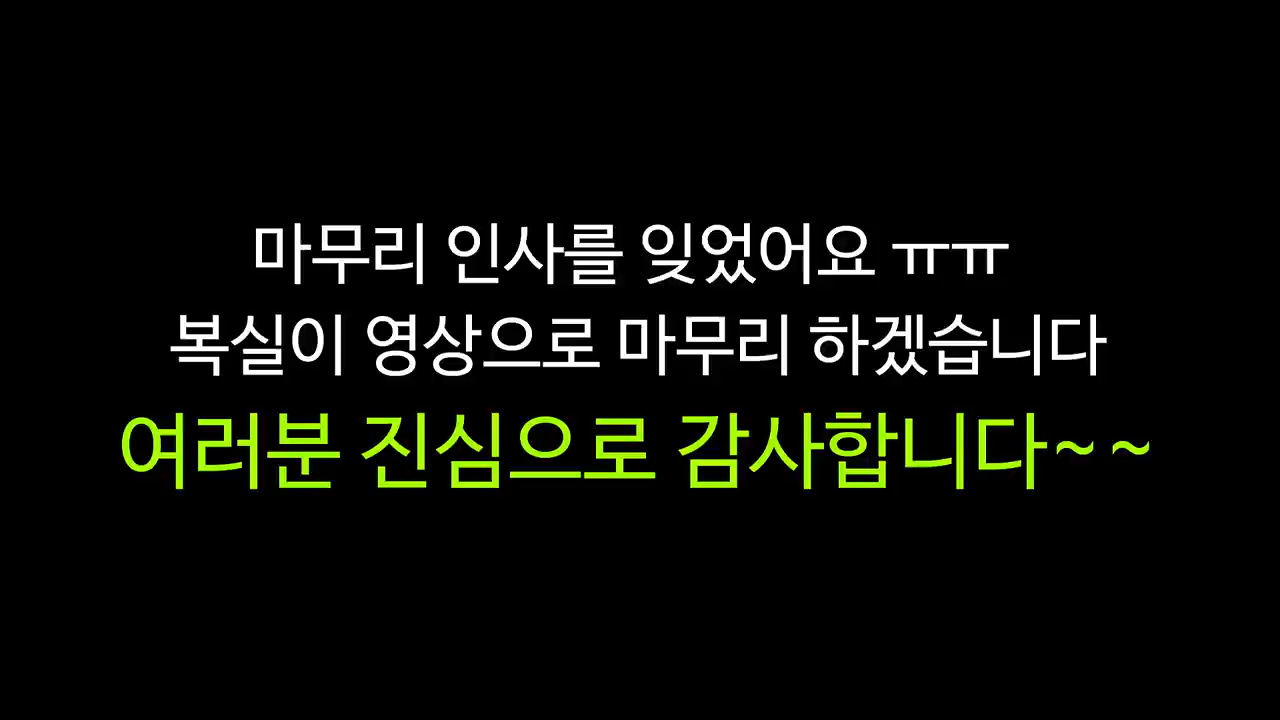 마무리 인사를 잊었어요 ㅠㅠ
복실이 영상으로 마무리 하겠습니다
여러분 진심으로 감사합니다~~